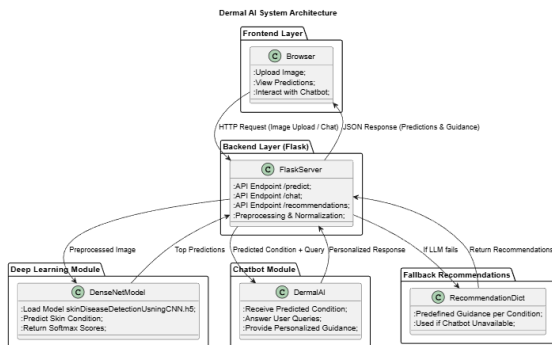 Dermal AI System Architecture
Frontend Layer
C Browser
:Upload Image;
:View Predictions;
:Interact with Chatbot;
HTTP Request (Image Upload / Chat)
JSON Response (Predictions & Guidance)
Backend Layer (Flask)
C FlaskServer
:API Endpoint /predict;
:API Endpoint /chat;
:API Endpoint /recommendations;
:Preprocessing & Normalization;
Preprocessed Image
Top Predictions
Predicted Condition + Query
Personalized Response
If LLM fails
Return Recommendations
Deep Learning Module
C DenseNetModel
:Load Model skinDiseaseDetectionUsningCNN.h5;
:Predict Skin Condition;
:Return Softmax Scores;
Chatbot Module
C DermalAI
:Receive Predicted Condition;
:Answer User Queries;
:Provide Personalized Guidance;
Fallback Recommendations
C RecommendationDict
:Predefined Guidance per Condition;
:Used if Chatbot Unavailable;